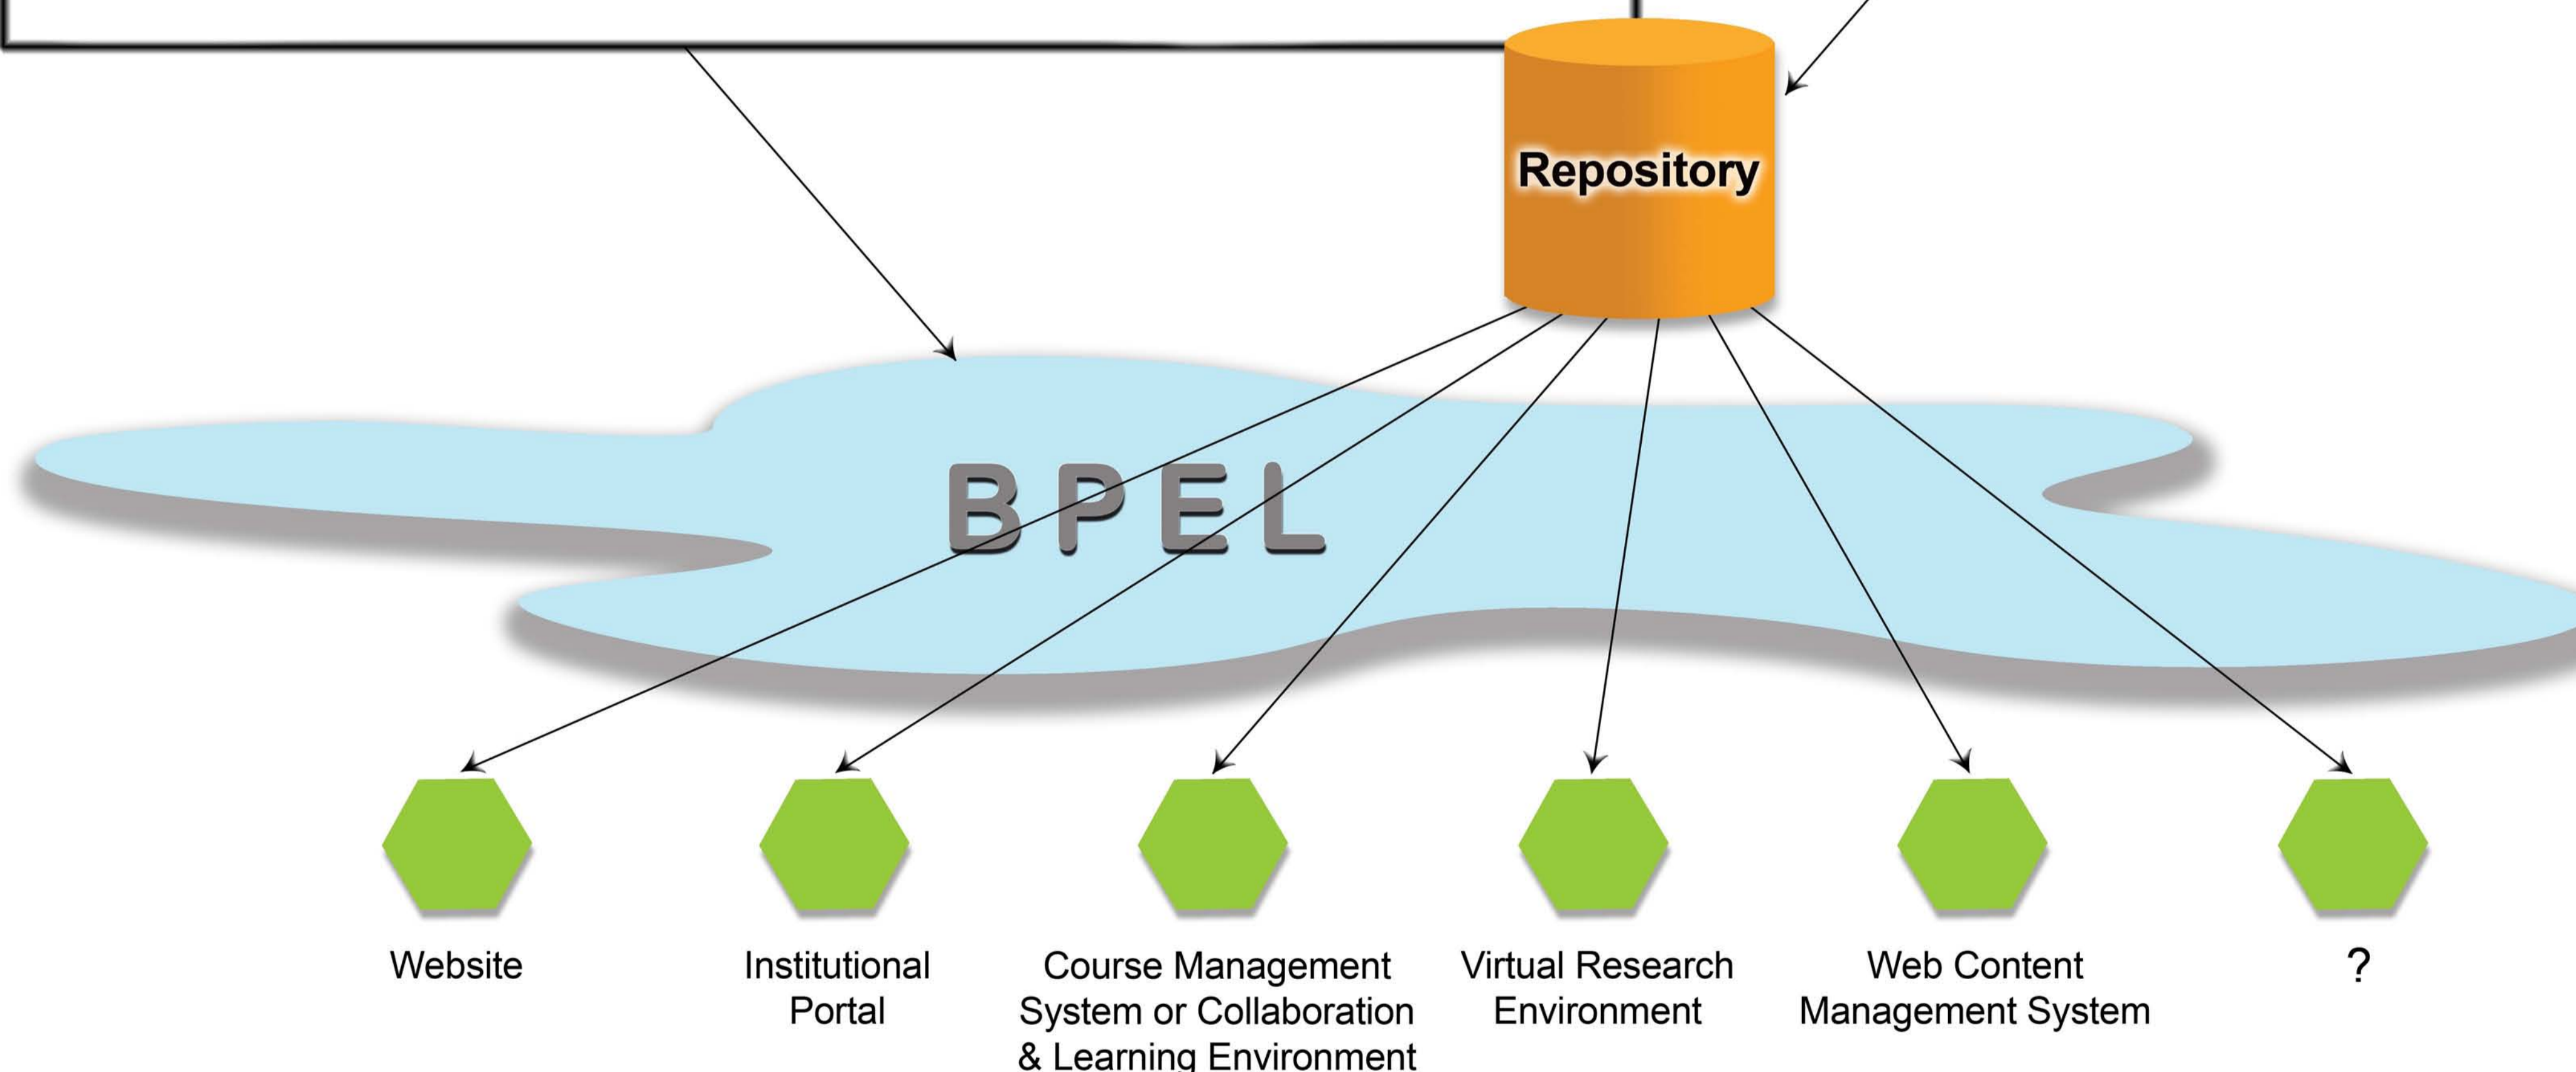 Repository
BPEL
Website
Institutional
Portal
Course Management
System or Collaboration
& Learning Environment
Virtual Research
Environment
Web Content
Management System
?